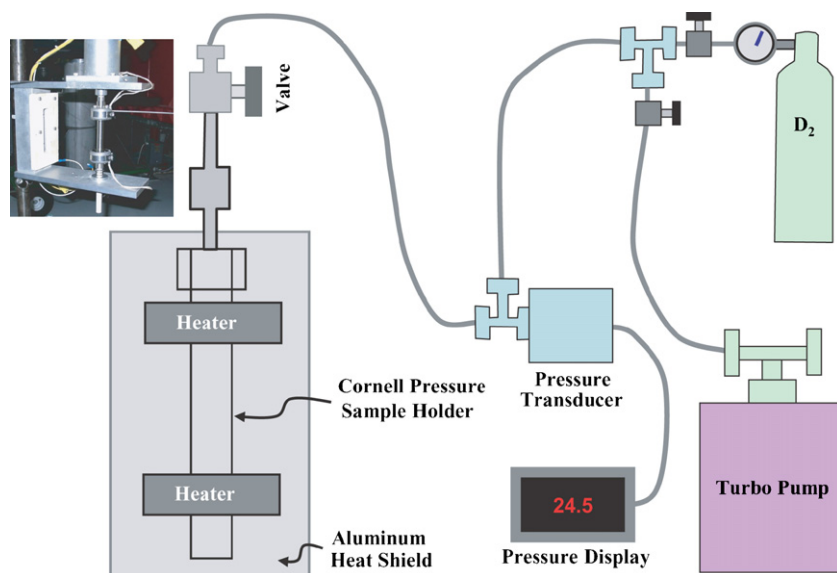 Valve
D₂
Heater
Cornell Pressure
Sample Holder
Pressure
Transducer
Heater
24.5
Turbo Pump
Aluminum
Heat Shield
Pressure Display